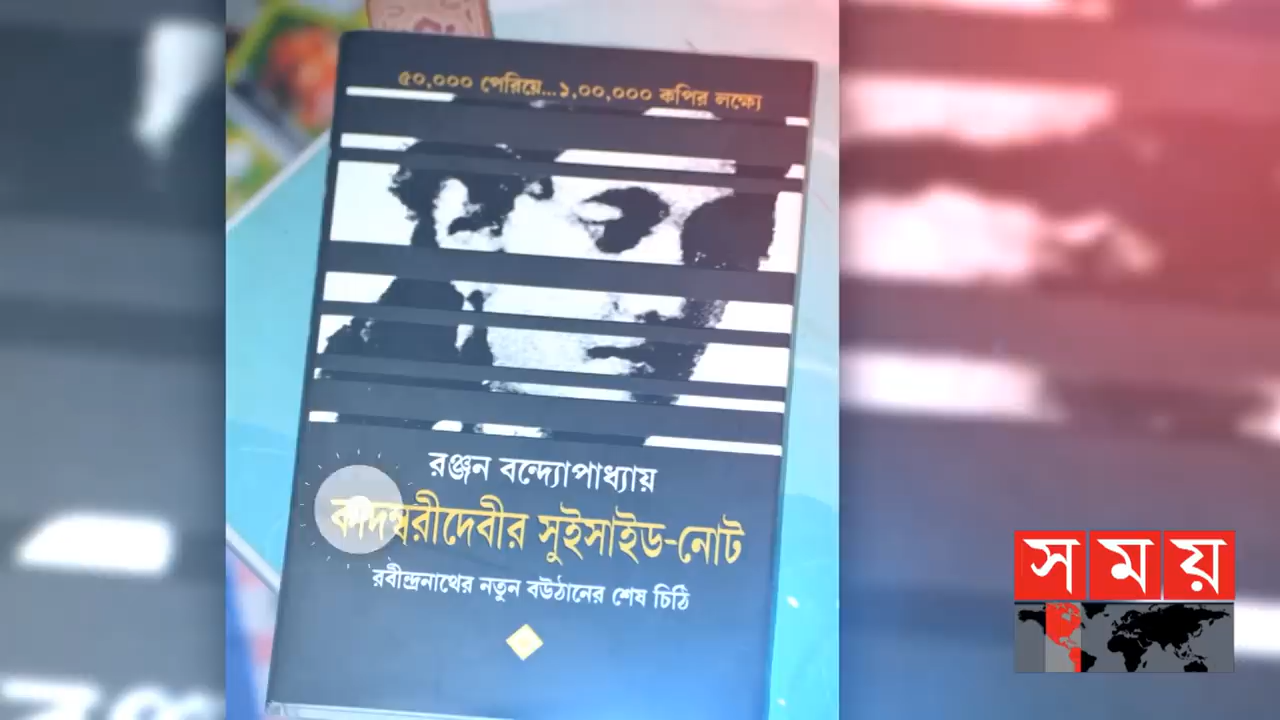 ৫০,০০০ পেরিয়ে...১,০০,০০০ কপির লক্ষ্যে
রঞ্জন বন্দ্যোপাধ্যায়
কাদম্বরীদেবীর সুইসাইড-নোট
রবীন্দ্রনাথের নতুন বউঠানের শেষ চিঠি
সময়